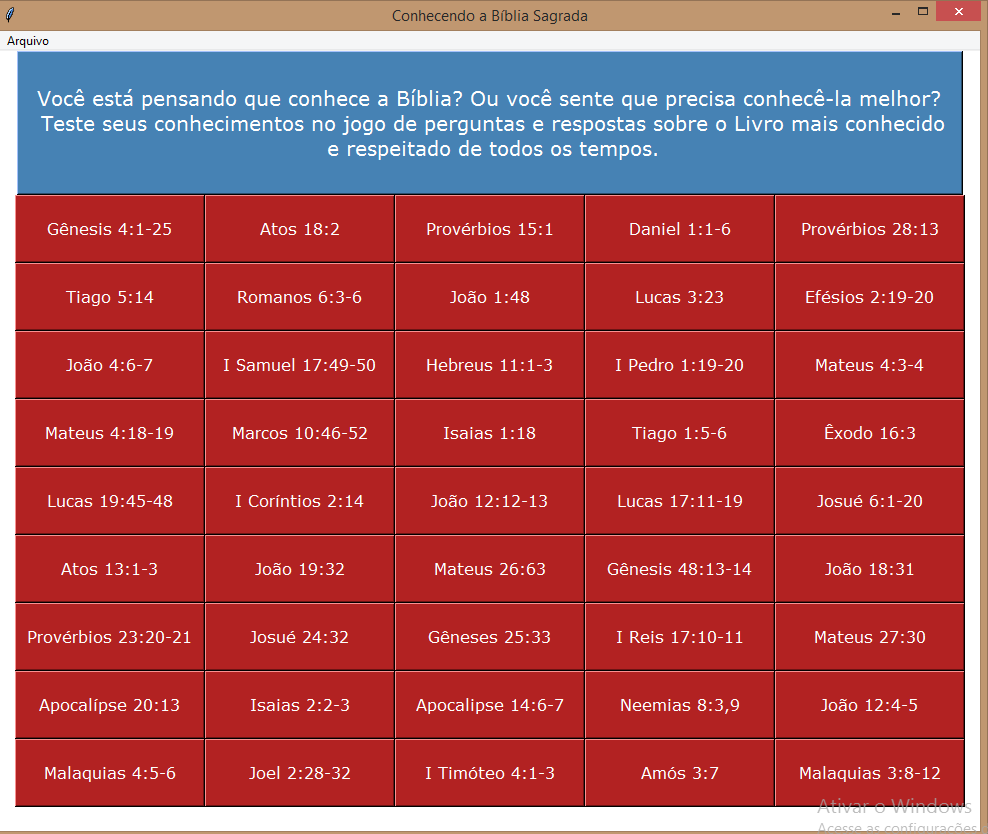 Conhecendo a Bíblia Sagrada
Arquivo
Você está pensando que conhece a Bíblia? Ou você sente que precisa conhecê-la melhor?
Teste seus conhecimentos no jogo de perguntas e respostas sobre o Livro mais conhecido
e respeitado de todos os tempos.
Gênesis 4:1-25 Atos 18:2 Provérbios 15:1 Daniel 1:1-6 Provérbios 28:13
Tiago 5:14 Romanos 6:3-6 João 1:48 Lucas 3:23 Efésios 2:19-20
João 4:6-7 I Samuel 17:49-50 Hebreus 11:1-3 I Pedro 1:19-20 Mateus 4:3-4
Mateus 4:18-19 Marcos 10:46-52 Isaias 1:18 Tiago 1:5-6 Êxodo 16:3
Lucas 19:45-48 I Coríntios 2:14 João 12:12-13 Lucas 17:11-19 Josué 6:1-20
Atos 13:1-3 João 19:32 Mateus 26:63 Gênesis 48:13-14 João 18:31
Provérbios 23:20-21 Josué 24:32 Gêneses 25:33 I Reis 17:10-11 Mateus 27:30
Apocalípse 20:13 Isaias 2:2-3 Apocalipse 14:6-7 Neemias 8:3,9 João 12:4-5
Malaquias 4:5-6 Joel 2:28-32 I Timóteo 4:1-3 Amós 3:7 Malaquias 3:8-12
Ativar o Windows
Acesse as configurações